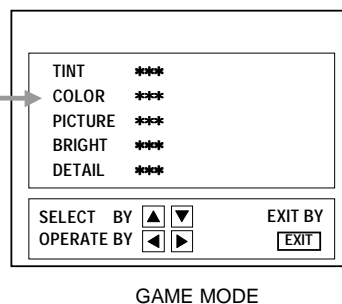 TINT ***
COLOR ***
PICTURE ***
BRIGHT ***
DETAIL ***
SELECT BY ▲ ▼ EXIT BY
OPERATE BY ◀ ▶ EXIT
GAME MODE